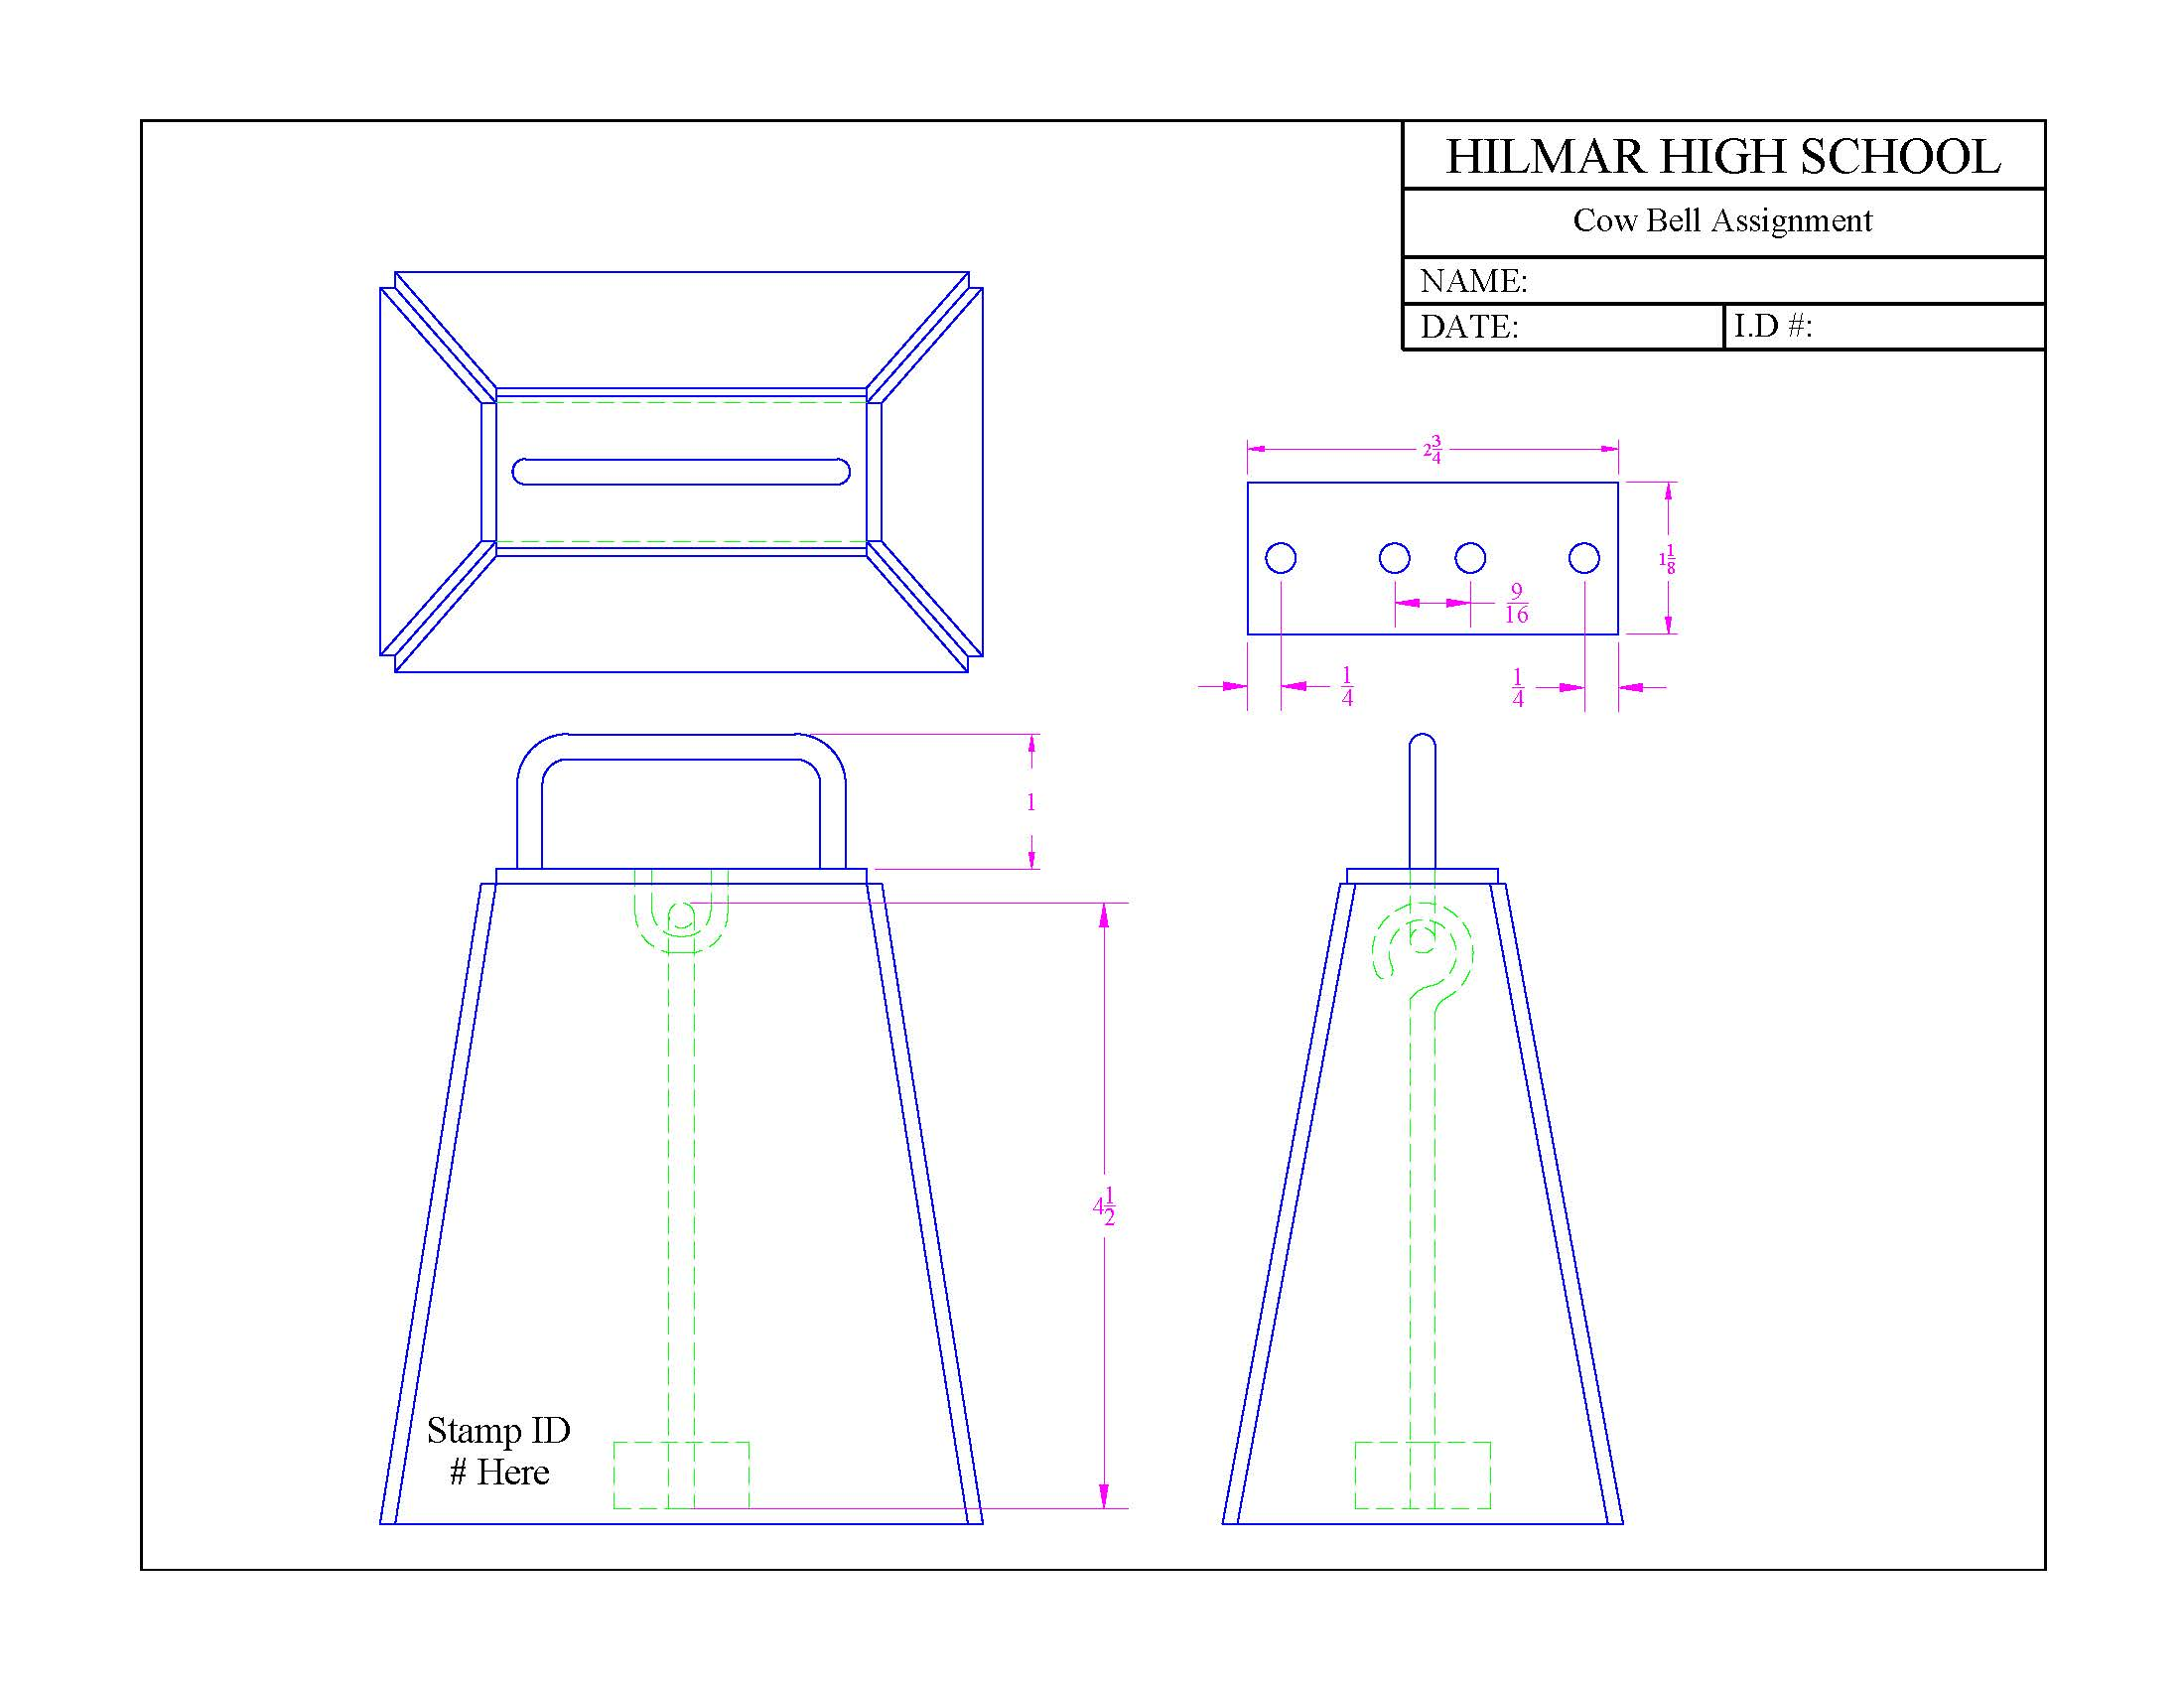 HILMAR HIGH SCHOOL
Cow Bell Assignment
NAME:
DATE:
I.D #:
2 3/4
1 1/8
9/16
1/4
1/4
1
4 1/2
Stamp ID
# Here